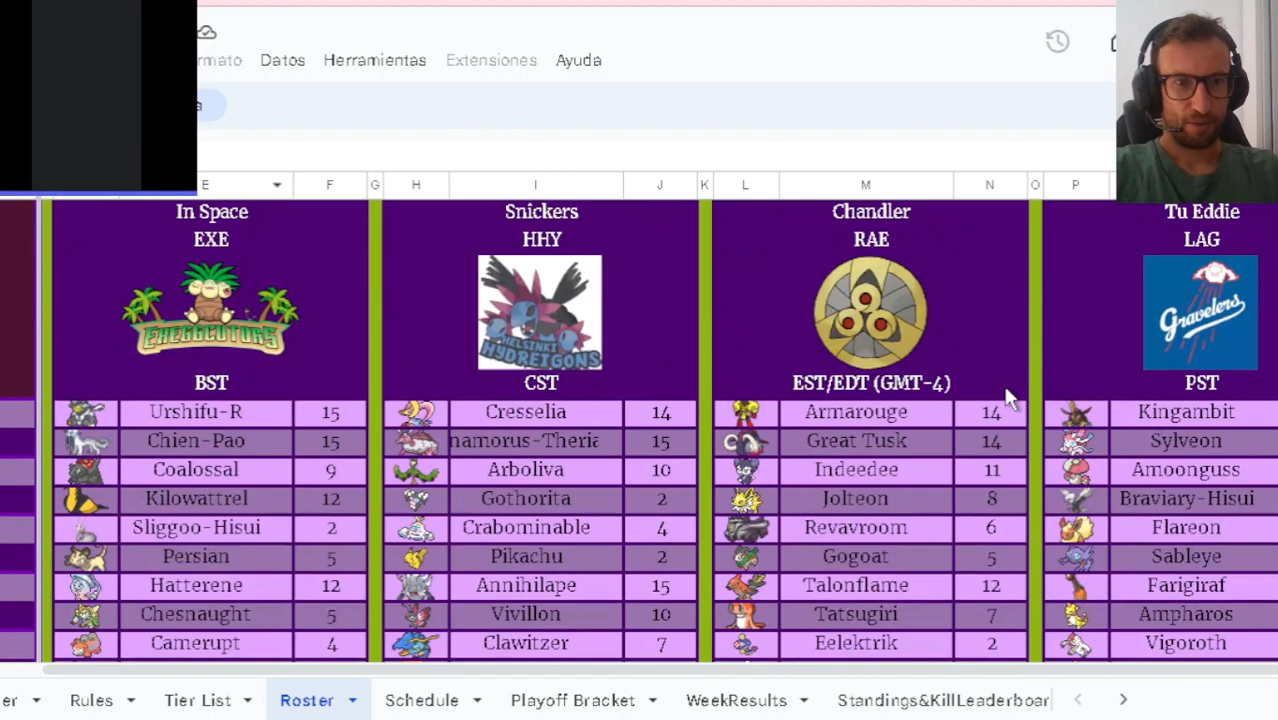 rmato Datos Herramientas Extensiones Ayuda
a
E F G H I J K L M N O P
In Space Snickers Chandler Tu Eddie
EXE HHY RAE LAG
EXEGGCUTORS HELSINKI HYDREIGONS Gravelers
BST CST EST/EDT (GMT-4) PST
Urshifu-R 15 Cresselia 14 Armarouge 14 Kingambit
Chien-Pao 15 namorus-Theria 15 Great Tusk 14 Sylveon
Coalossal 9 Arboliva 10 Indeedee 11 Amoonguss
Kilowattrel 12 Gothorita 2 Jolteon 8 Braviary-Hisui
Sliggoo-Hisui 2 Crabominable 4 Revavroom 6 Flareon
Persian 5 Pikachu 2 Gogoat 5 Sableye
Hatterene 12 Annihilape 15 Talonflame 12 Farigiraf
Chesnaught 5 Vivillon 10 Tatsugiri 7 Ampharos
Camerupt 4 Clawitzer 7 Eelektrik 2 Vigoroth
er Rules Tier List Roster Schedule Playoff Bracket WeekResults Standings&KillLeaderboar